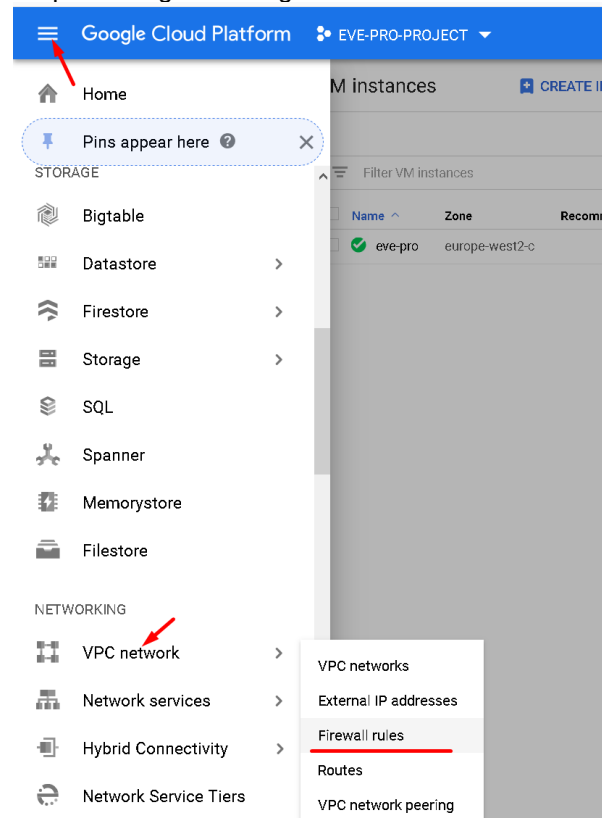 Google Cloud Platform EVE-PRO-PROJECT
Home
Pins appear here
STORAGE
Bigtable
Datastore
Firestore
Storage
SQL
Spanner
Memorystore
Filestore
NETWORKING
VPC network
Network services
Hybrid Connectivity
Network Service Tiers
VM instances
Filter VM instances
Name Zone
eve-pro europe-west2-c
VPC networks
External IP addresses
Firewall rules
Routes
VPC network peering